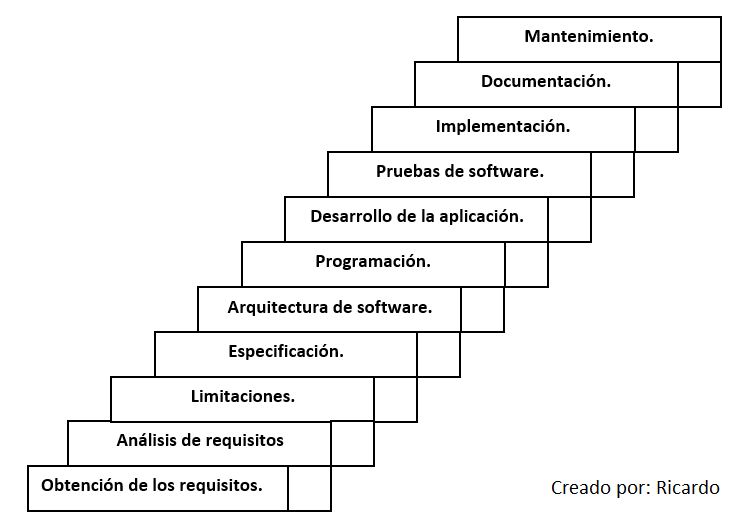 Mantenimiento.
Documentación.
Implementación.
Pruebas de software.
Desarrollo de la aplicación.
Programación.
Arquitectura de software.
Especificación.
Limitaciones.
Análisis de requisitos
Obtención de los requisitos.
Creado por: Ricardo